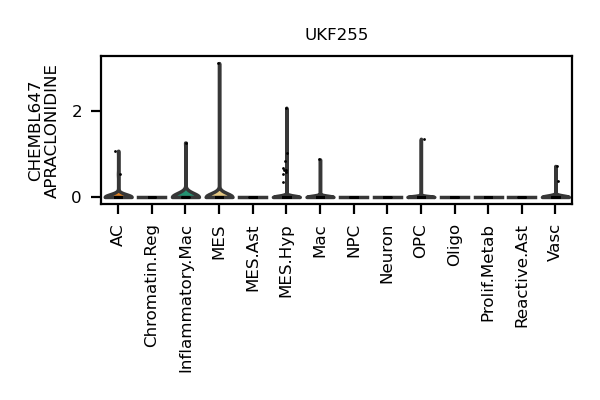 UKF255
CHEMBL647
APRACLONIDINE
2
0
AC
Chromatin.Reg
Inflammatory.Mac
MES
MES.Ast
MES.Hyp
Mac
NPC
Neuron
OPC
Oligo
Prolif.Metab
Reactive.Ast
Vasc